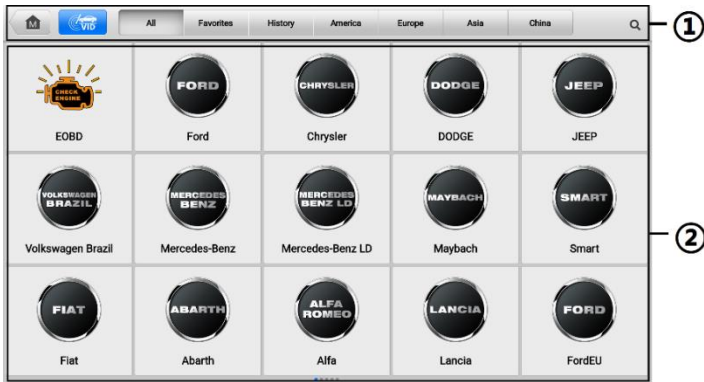 M VID All Favorites History America Europe Asia China ①
CHECK
ENGINE
FORD CHRYSLER DODGE JEEP
EOBD Ford Chrysler DODGE JEEP
VOLKSWAGEN
BRAZIL
MERCEDES
BENZ
MERCEDES
BENZ LD
MAYBACH SMART
②
Volkswagen Brazil Mercedes-Benz Mercedes-Benz LD Maybach Smart
FIAT ABARTH
ALFA
ROMEO
LANCIA FORD
Fiat Abarth Alfa Lancia FordEU